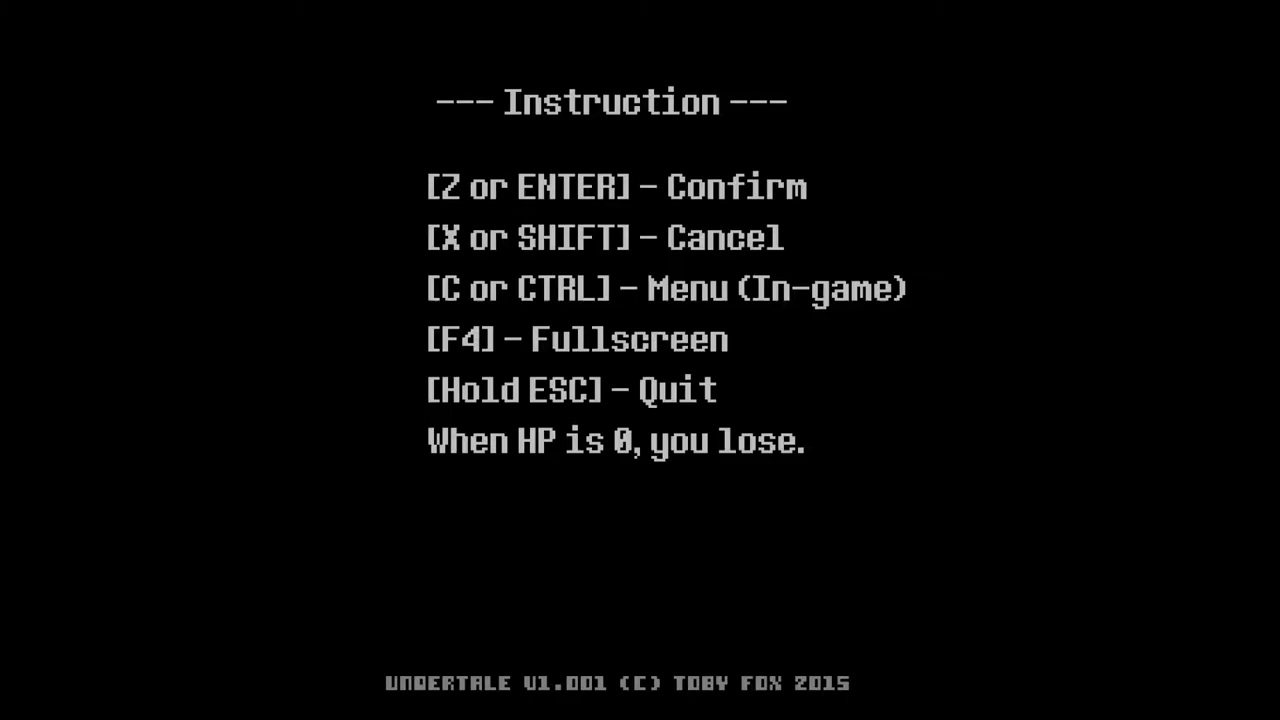 --- Instruction ---
[Z or ENTER] - Confirm
[X or SHIFT] - Cancel
[C or CTRL] - Menu (In-game)
[F4] - Fullscreen
[Hold ESC] - Quit
When HP is 0, you lose.
UNDERTALE V1.001 (C) TOBY FOX 2015